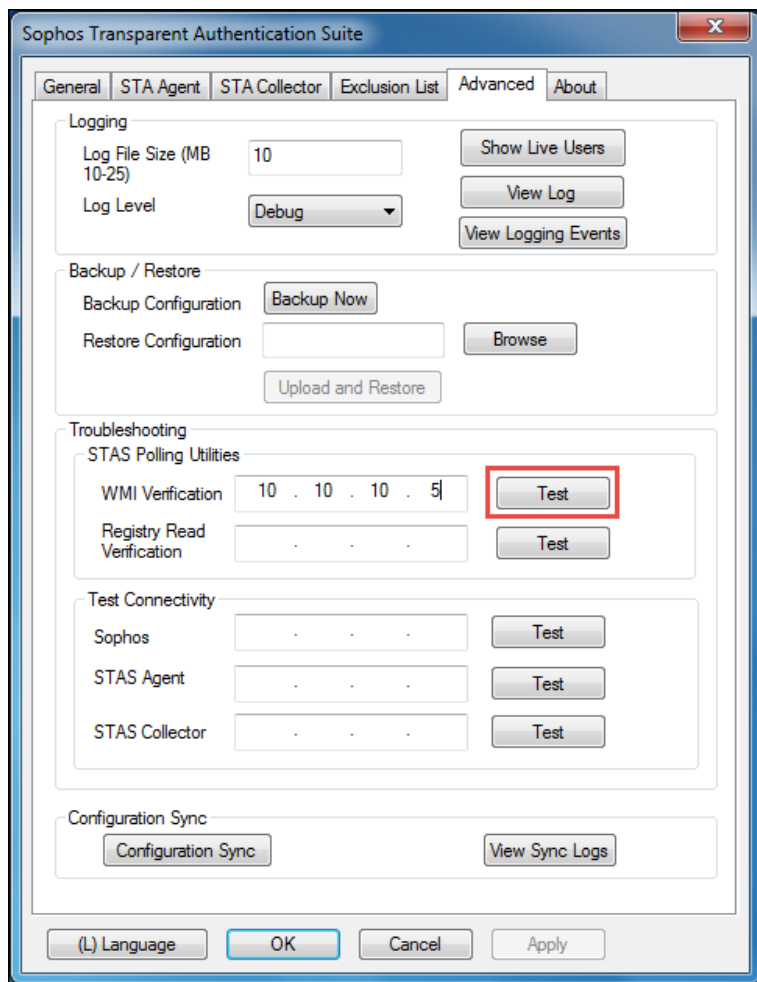 Sophos Transparent Authentication Suite
General STA Agent STA Collector Exclusion List Advanced About
Logging
Log File Size (MB
10-25)
10
Show Live Users
View Log
Log Level
Debug
View Logging Events
Backup / Restore
Backup Configuration
Backup Now
Restore Configuration
Browse
Upload and Restore
Troubleshooting
STAS Polling Utilities
WMI Verification
10 . 10 . 10 . 5
Test
Registry Read
Verification
. . .
Test
Test Connectivity
Sophos
. . .
Test
STAS Agent
. . .
Test
STAS Collector
. . .
Test
Configuration Sync
Configuration Sync
View Sync Logs
(L) Language
OK
Cancel
Apply